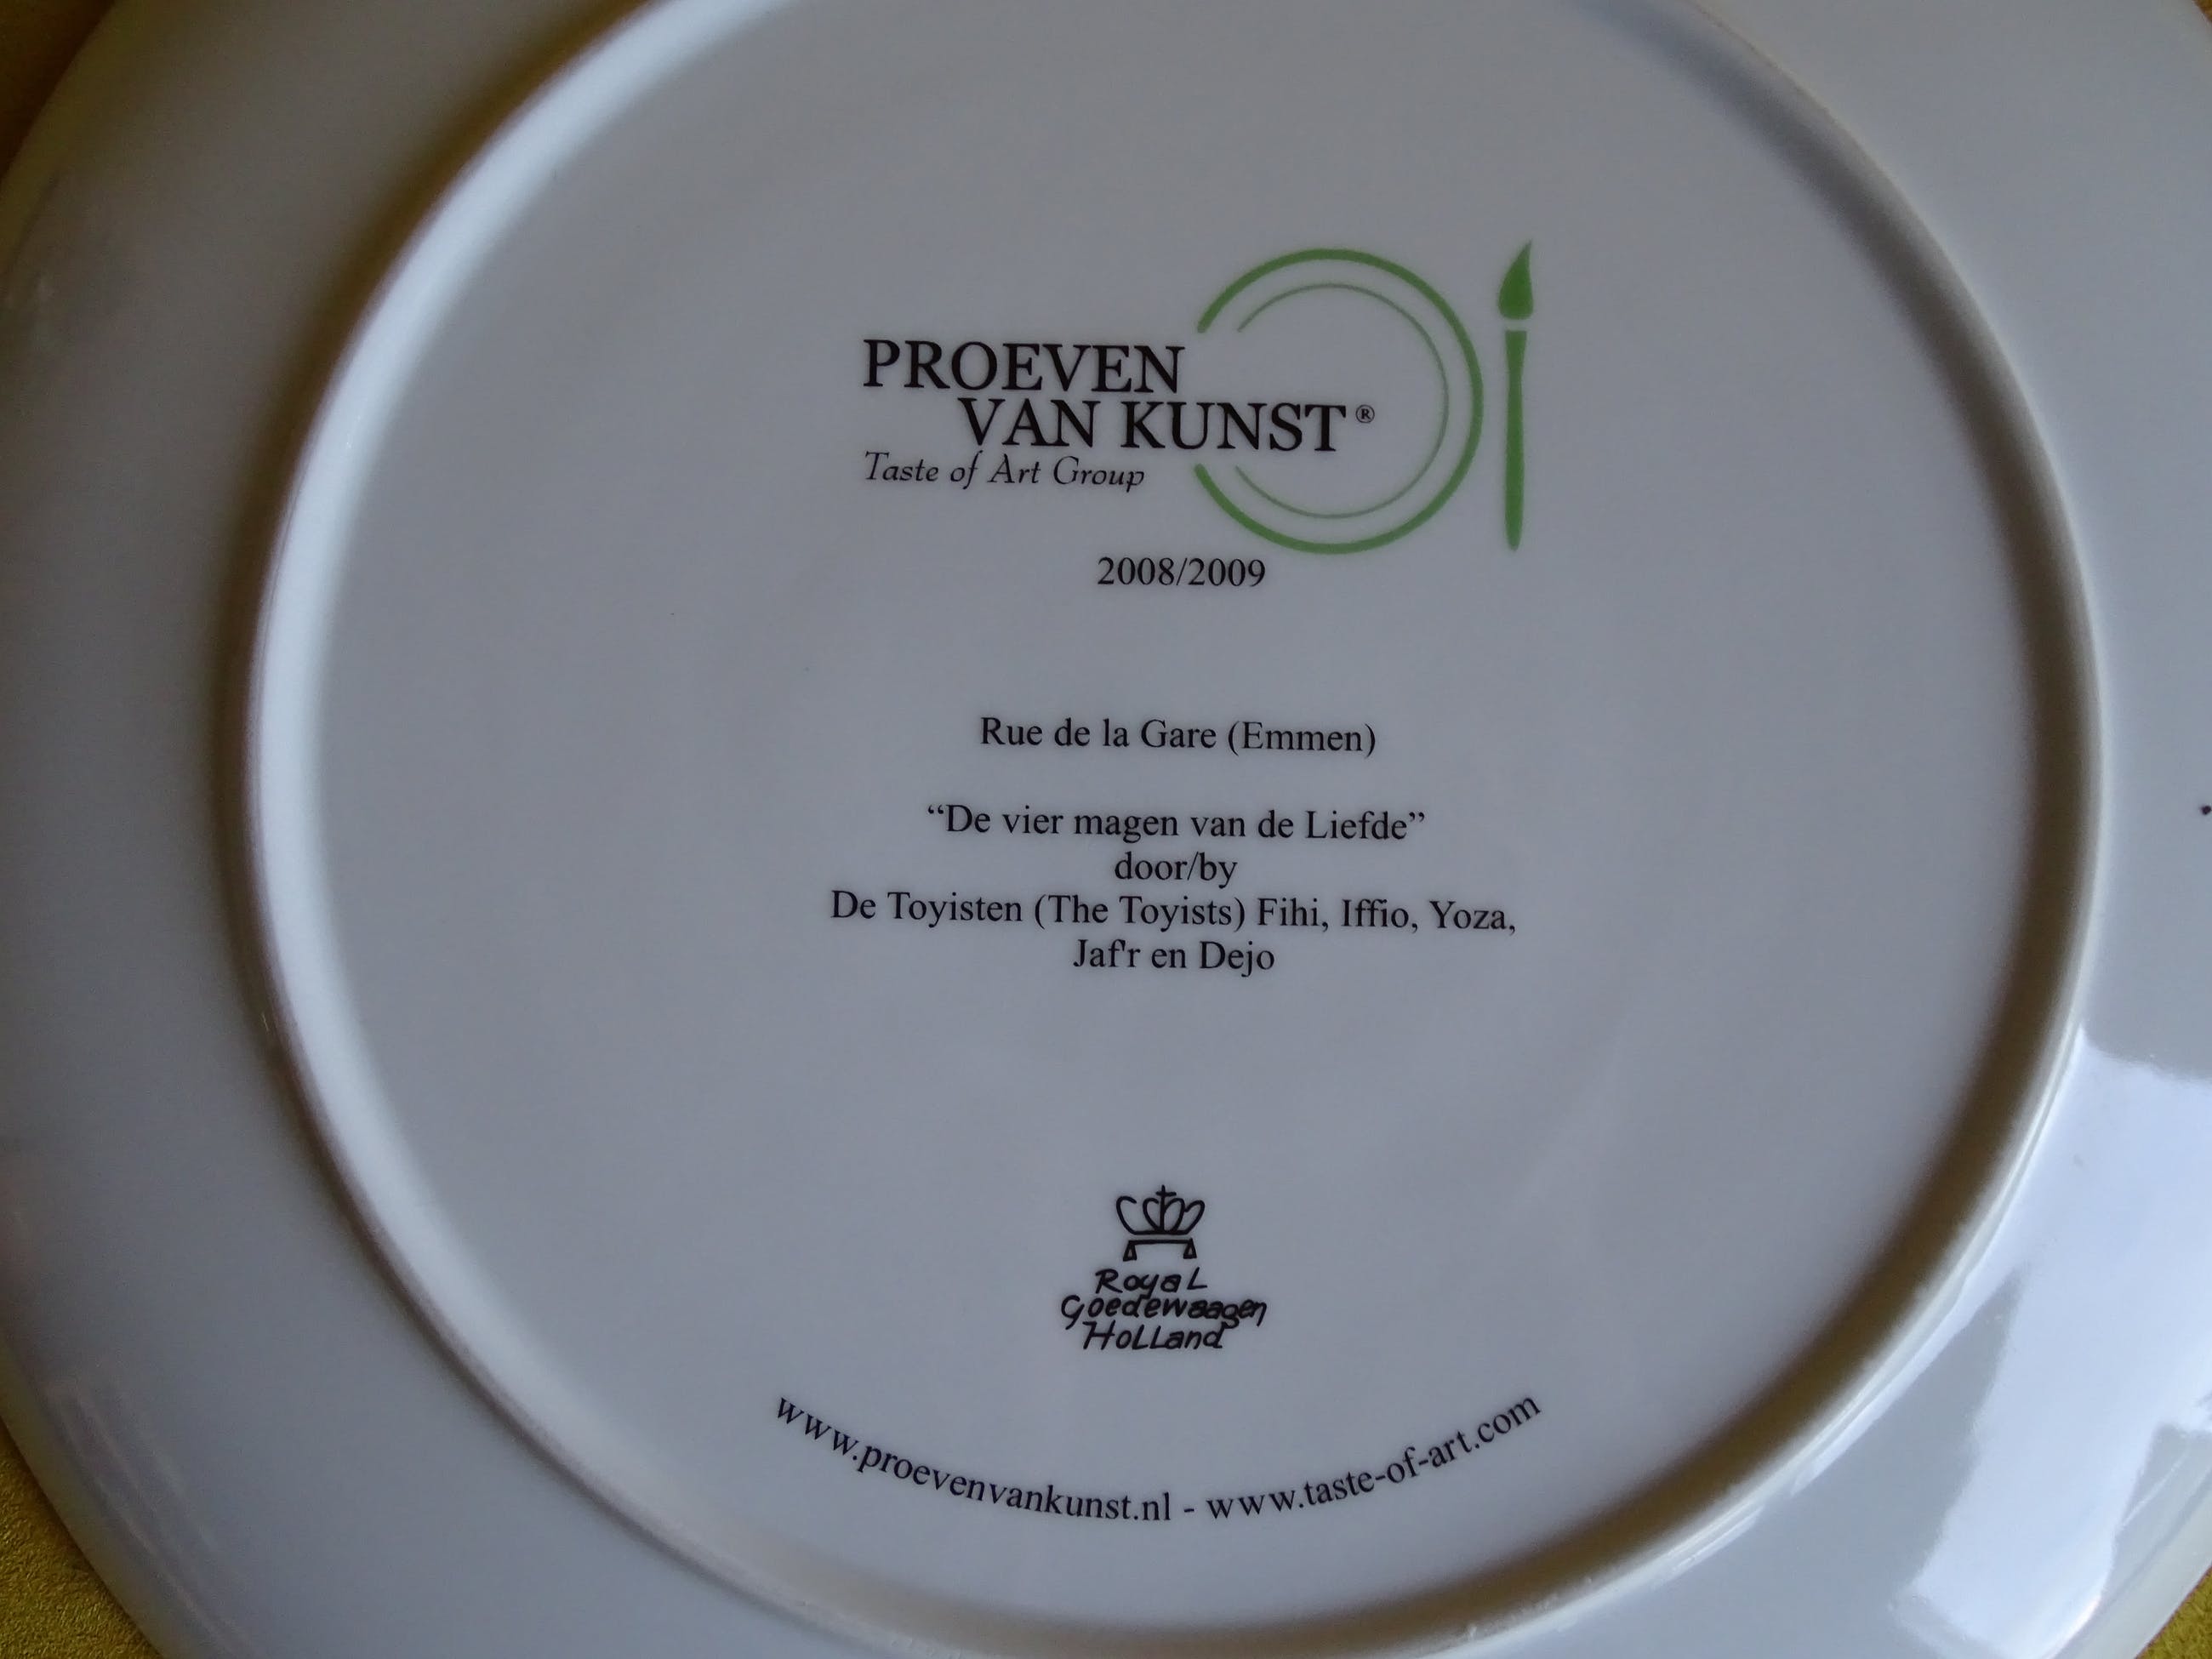 PROEVEN
VAN KUNST®
Taste of Art Group
2008/2009
Rue de la Gare (Emmen)
“De vier magen van de Liefde”
door/by
De Toyisten (The Toyists) Fihi, Iffio, Yoza,
Jaf'r en Dejo
Royal
Goedewaagen
Holland
www.proevenvankunst.nl - www.taste-of-art.com